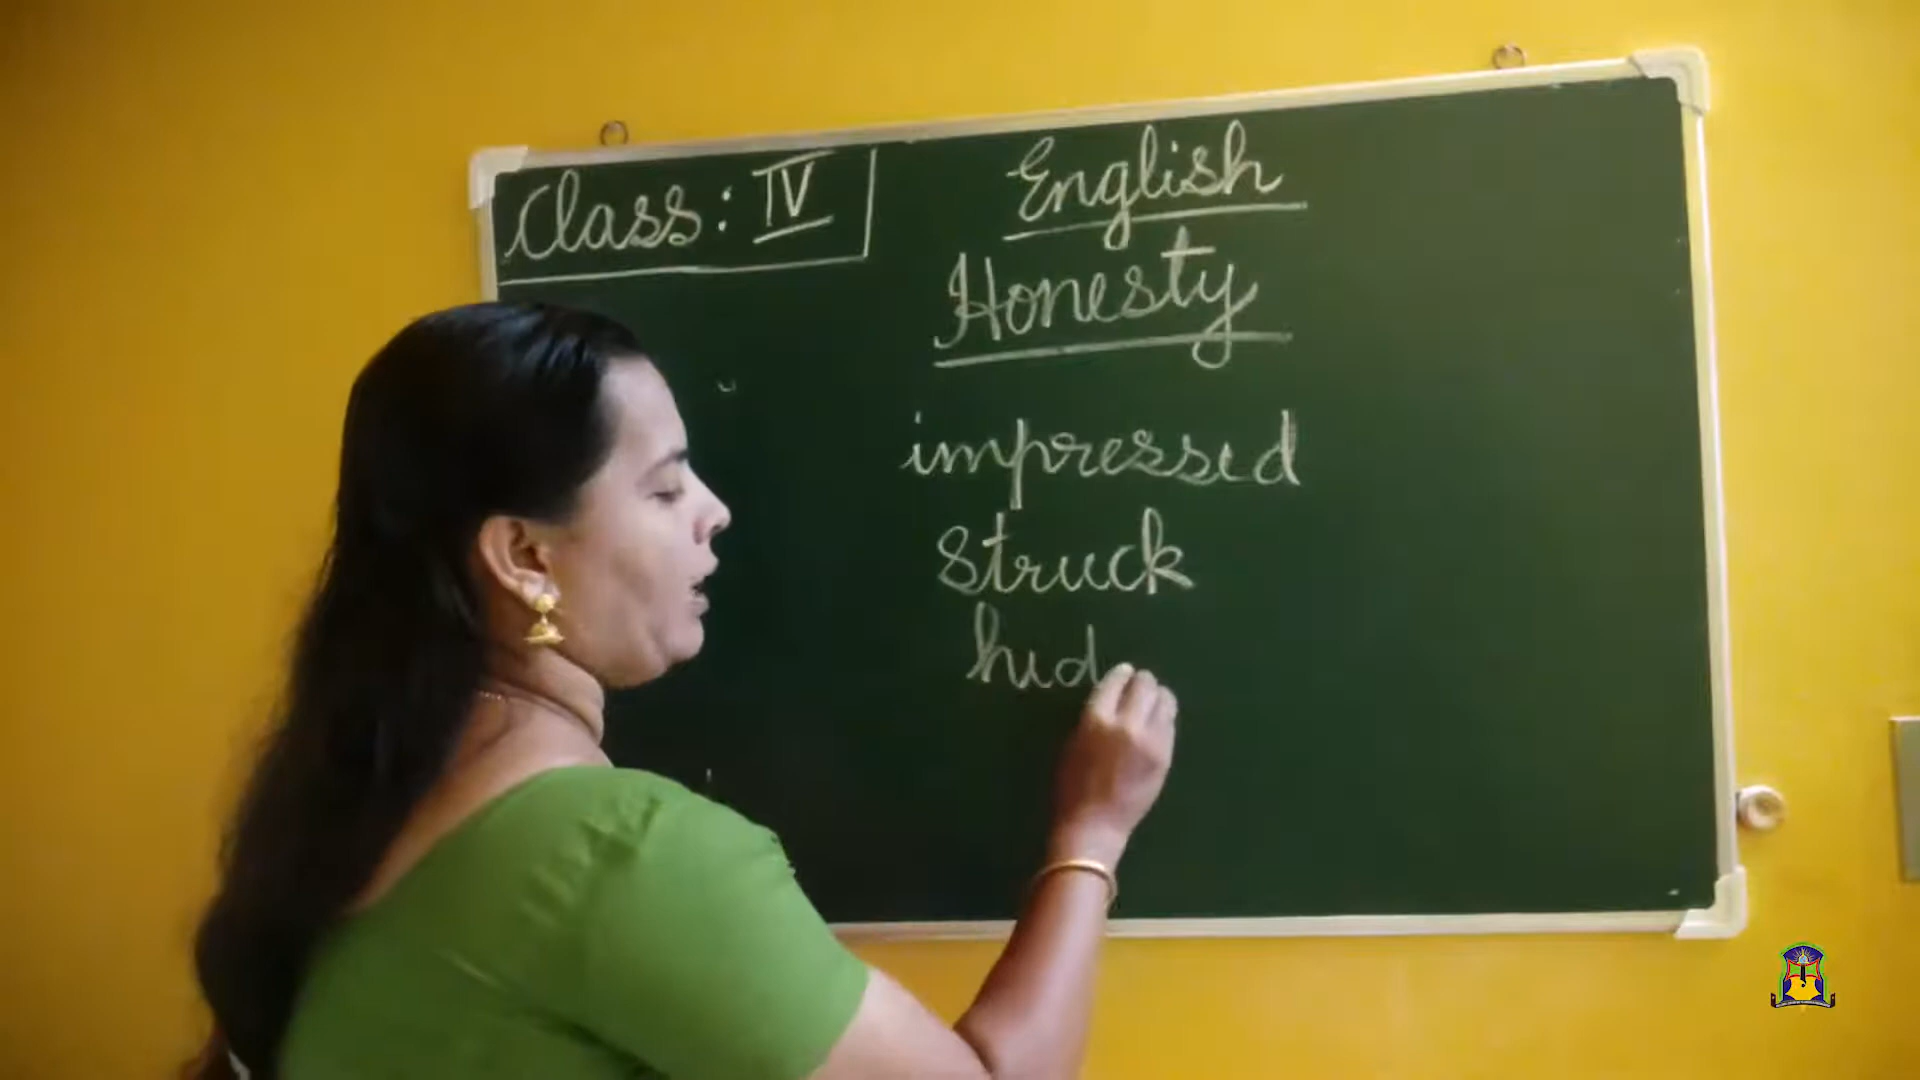 Class: IV
English
Honesty
impressed
struck
hid